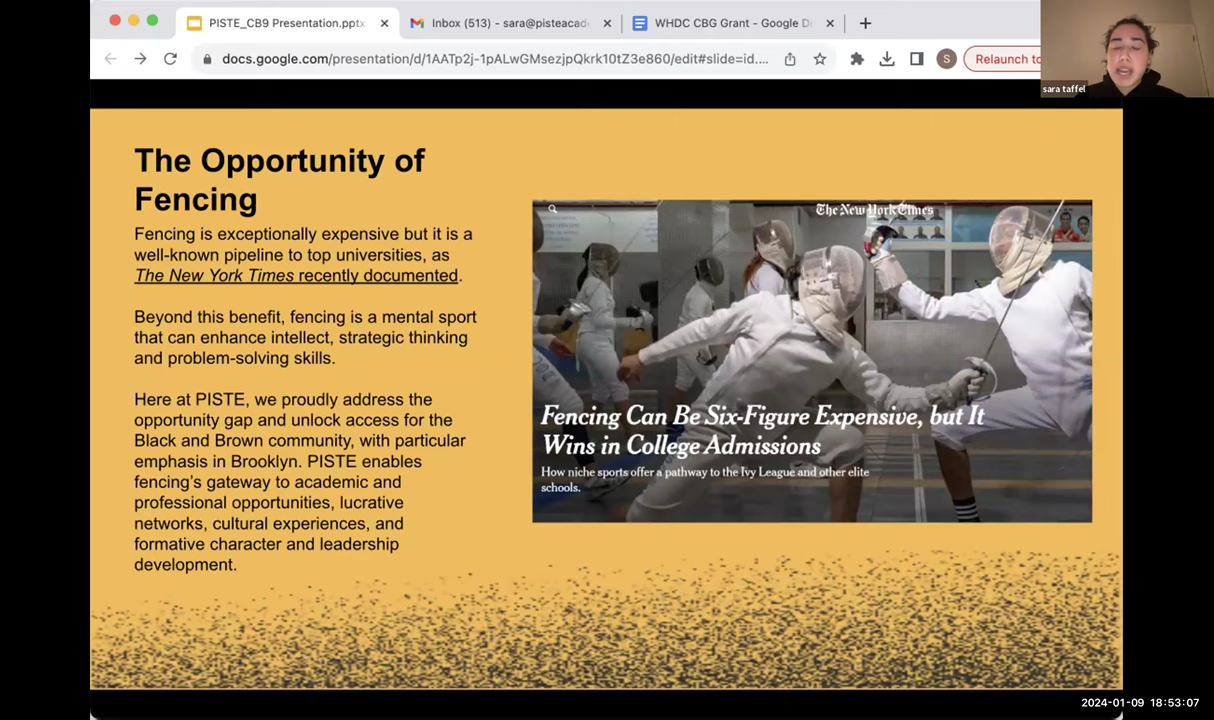 PISTE_CB9 Presentation.pptx
Inbox (513) - sara@pisteacad
WHDC CBG Grant - Google D
docs.google.com/presentation/d/1AATp2j-1pALwGMsezjpQkrk10tZ3e860/edit#slide=id....
S
Relaunch to
sara taffel
The Opportunity of
Fencing
Fencing is exceptionally expensive but it is a
well-known pipeline to top universities, as
The New York Times recently documented.
Beyond this benefit, fencing is a mental sport
that can enhance intellect, strategic thinking
and problem-solving skills.
Here at PISTE, we proudly address the
opportunity gap and unlock access for the
Black and Brown community, with particular
emphasis in Brooklyn. PISTE enables
fencing's gateway to academic and
professional opportunities, lucrative
networks, cultural experiences, and
formative character and leadership
development.
The New York Times
Fencing Can Be Six-Figure Expensive, but It
Wins in College Admissions
How niche sports offer a pathway to the Ivy League and other elite
schools.
2024-01-09 18:53:07